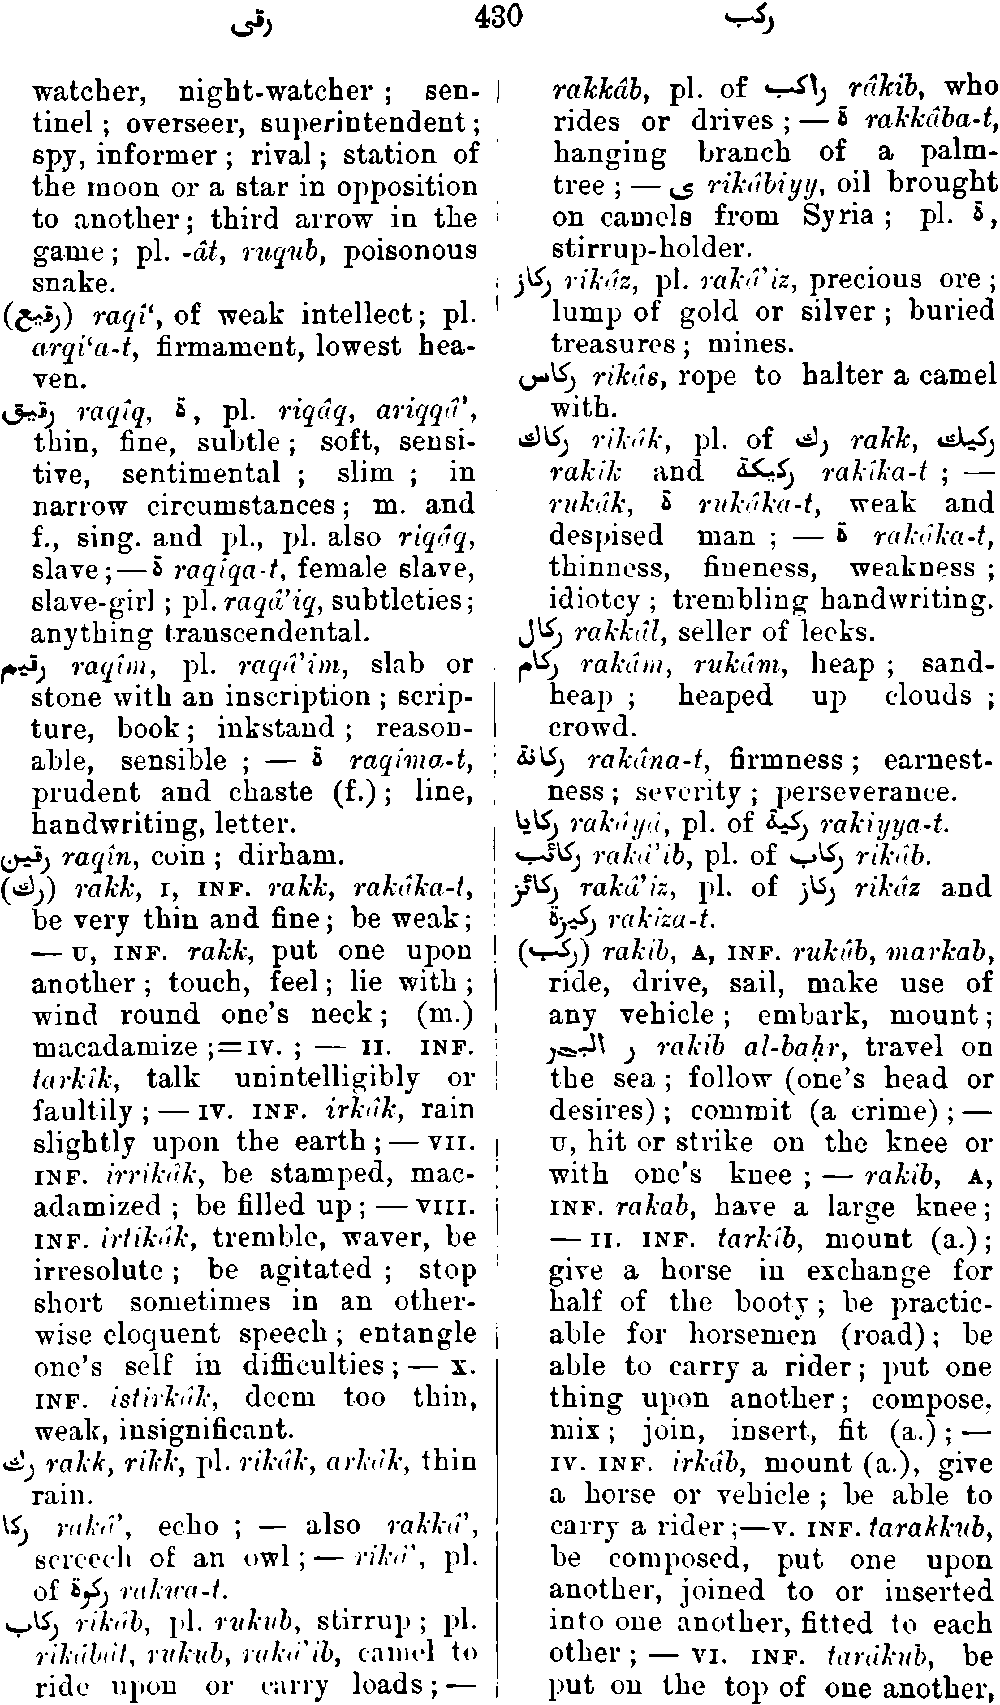 رقى 430 ركب
watcher, night-watcher ; sen-
tinel ; overseer, superintendent ;
spy, informer ; rival ; station of
the moon or a star in opposition
to another ; third arrow in the
game ; pl. -ât, ruqub, poisonous
snake.
(رقيع) raqî‘, of weak intellect ; pl.
arqi‘a-t, firmament, lowest hea-
ven.
رقيق raqîq, ة, pl. riqâq, ariqqâ’,
thin, fine, subtle ; soft, sensi-
tive, sentimental ; slim ; in
narrow circumstances ; m. and
f., sing. and pl., pl. also riqâq,
slave ; — ة raqîqa-t, female slave,
slave-girl ; pl. raqâ’iq, subtleties ;
anything transcendental.
رقيم raqîm, pl. raqâ’im, slab or
stone with an inscription ; scrip-
ture, book ; inkstand ; reason-
able, sensible ; — ة raqîma-t,
prudent and chaste (f.) ; line,
handwriting, letter.
رقين raqîn, coin ; dirham.
(رك) rakk, I, INF. rakk, rakâka-t,
be very thin and fine ; be weak ;
— U, INF. rakk, put one upon
another ; touch, feel ; lie with ;
wind round one's neck ; (m.)
macadamize ; = IV. ; — II. INF.
tarkîk, talk unintelligibly or
faultily ; — IV. INF. irkâk, rain
slightly upon the earth ; — VII.
INF. irrikâk, be stamped, mac-
adamized ; be filled up ; — VIII.
INF. irtikâk, tremble, waver, be
irresolute ; be agitated ; stop
short sometimes in an other-
wise eloquent speech ; entangle
one's self in difficulties ; — X.
INF. istirkâk, deem too thin,
weak, insignificant.
رك rakk, rikk, pl. rikâk, arkâk, thin
rain.
ركا rakâ’, echo ; — also rakkâ’,
screech of an owl ; — rikâ’, pl.
of ركوة rakwa-t.
ركاب rikâb, pl. rukub, stirrup ; pl.
rikâbât, rukub, rakâ’ib, camel to
ride upon or carry loads ; —
rakkâb, pl. of راكب râkib, who
rides or drives ; — ة rakkâba-t,
hanging branch of a palm-
tree ; — ى rikâbiyy, oil brought
on camels from Syria ; pl. ة,
stirrup-holder.
ركاز rikâz, pl. rakâ’iz, precious ore ;
lump of gold or silver ; buried
treasures ; mines.
ركاس rikâs, rope to halter a camel
with.
ركاك rikâk, pl. of رك rakk, ركيك
rakîk and ركيكة rakîka-t ; —
rukâk, ة rukâka-t, weak and
despised man ; — ة rakâka-t,
thinness, fineness, weakness ;
idiotcy ; trembling handwriting.
ركال rakkâl, seller of leeks.
ركام rakâm, rukâm, heap ; sand-
heap ; heaped up clouds ;
crowd.
ركانة rakâna-t, firmness ; earnest-
ness ; severity ; perseverance.
ركايا rakâyâ, pl. of ركية rakiyya-t.
ركائب rakâ’ib, pl. of ركاب rikâb.
ركائز rakâ’iz, pl. of ركاز rikâz and
ركيزة rakîza-t.
(ركب) rakib, A, INF. rukûb, markab,
ride, drive, sail, make use of
any vehicle ; embark, mount ;
ر البحر rakib al-baḥr, travel on
the sea ; follow (one's head or
desires) ; commit (a crime) ; —
U, hit or strike on the knee or
with one's knee ; — rakib, A,
INF. rakab, have a large knee ;
— II. INF. tarkîb, mount (a.) ;
give a horse in exchange for
half of the booty ; be practic-
able for horsemen (road) ; be
able to carry a rider ; put one
thing upon another ; compose,
mix ; join, insert, fit (a.) ; —
IV. INF. irkâb, mount (a.), give
a horse or vehicle ; be able to
carry a rider ; — V. INF. tarakkub,
be composed, put one upon
another, joined to or inserted
into one another, fitted to each
other ; — VI. INF. tarâkub, be
put on the top of one another,